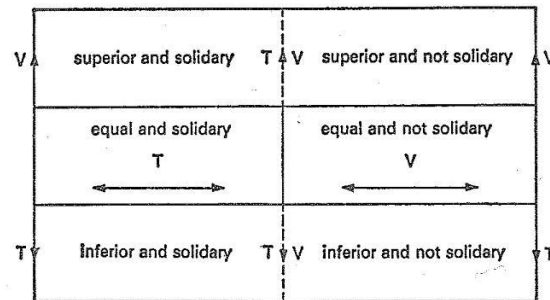 V superior and solidary T V superior and not solidary V
equal and solidary equal and not solidary
T V
T inferior and solidary T V inferior and not solidary T